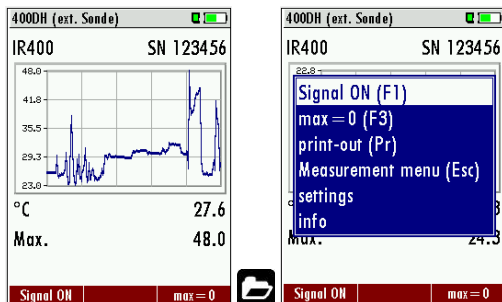 400DH (ext. Sonde)
IR400 SN 123456
48.0
41.8
35.5
29.3
23.0
°C 27.6
Max. 48.0
Signal ON max=0
400DH (ext. Sonde)
IR400 SN 123456
22.8
Signal ON (F1)
max=0 (F3)
print-out (Pr)
Measurement menu (Esc)
settings
info
Max. 24.3
Signal ON max=0